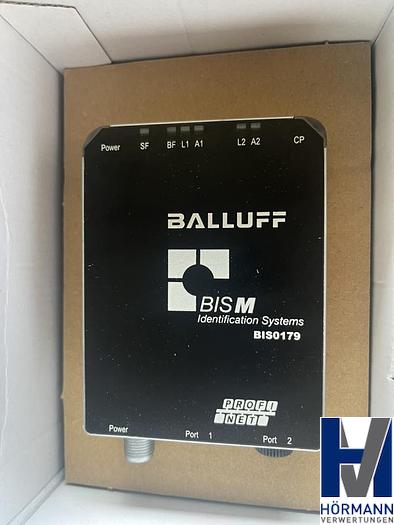 Power SF BF L1 A1 L2 A2 CP
BALLUFF
BIS M
Identification Systems
BIS0179
PROFI
NET
Power Port 1 Port 2
HÖRMANN
VERWERTUNGEN